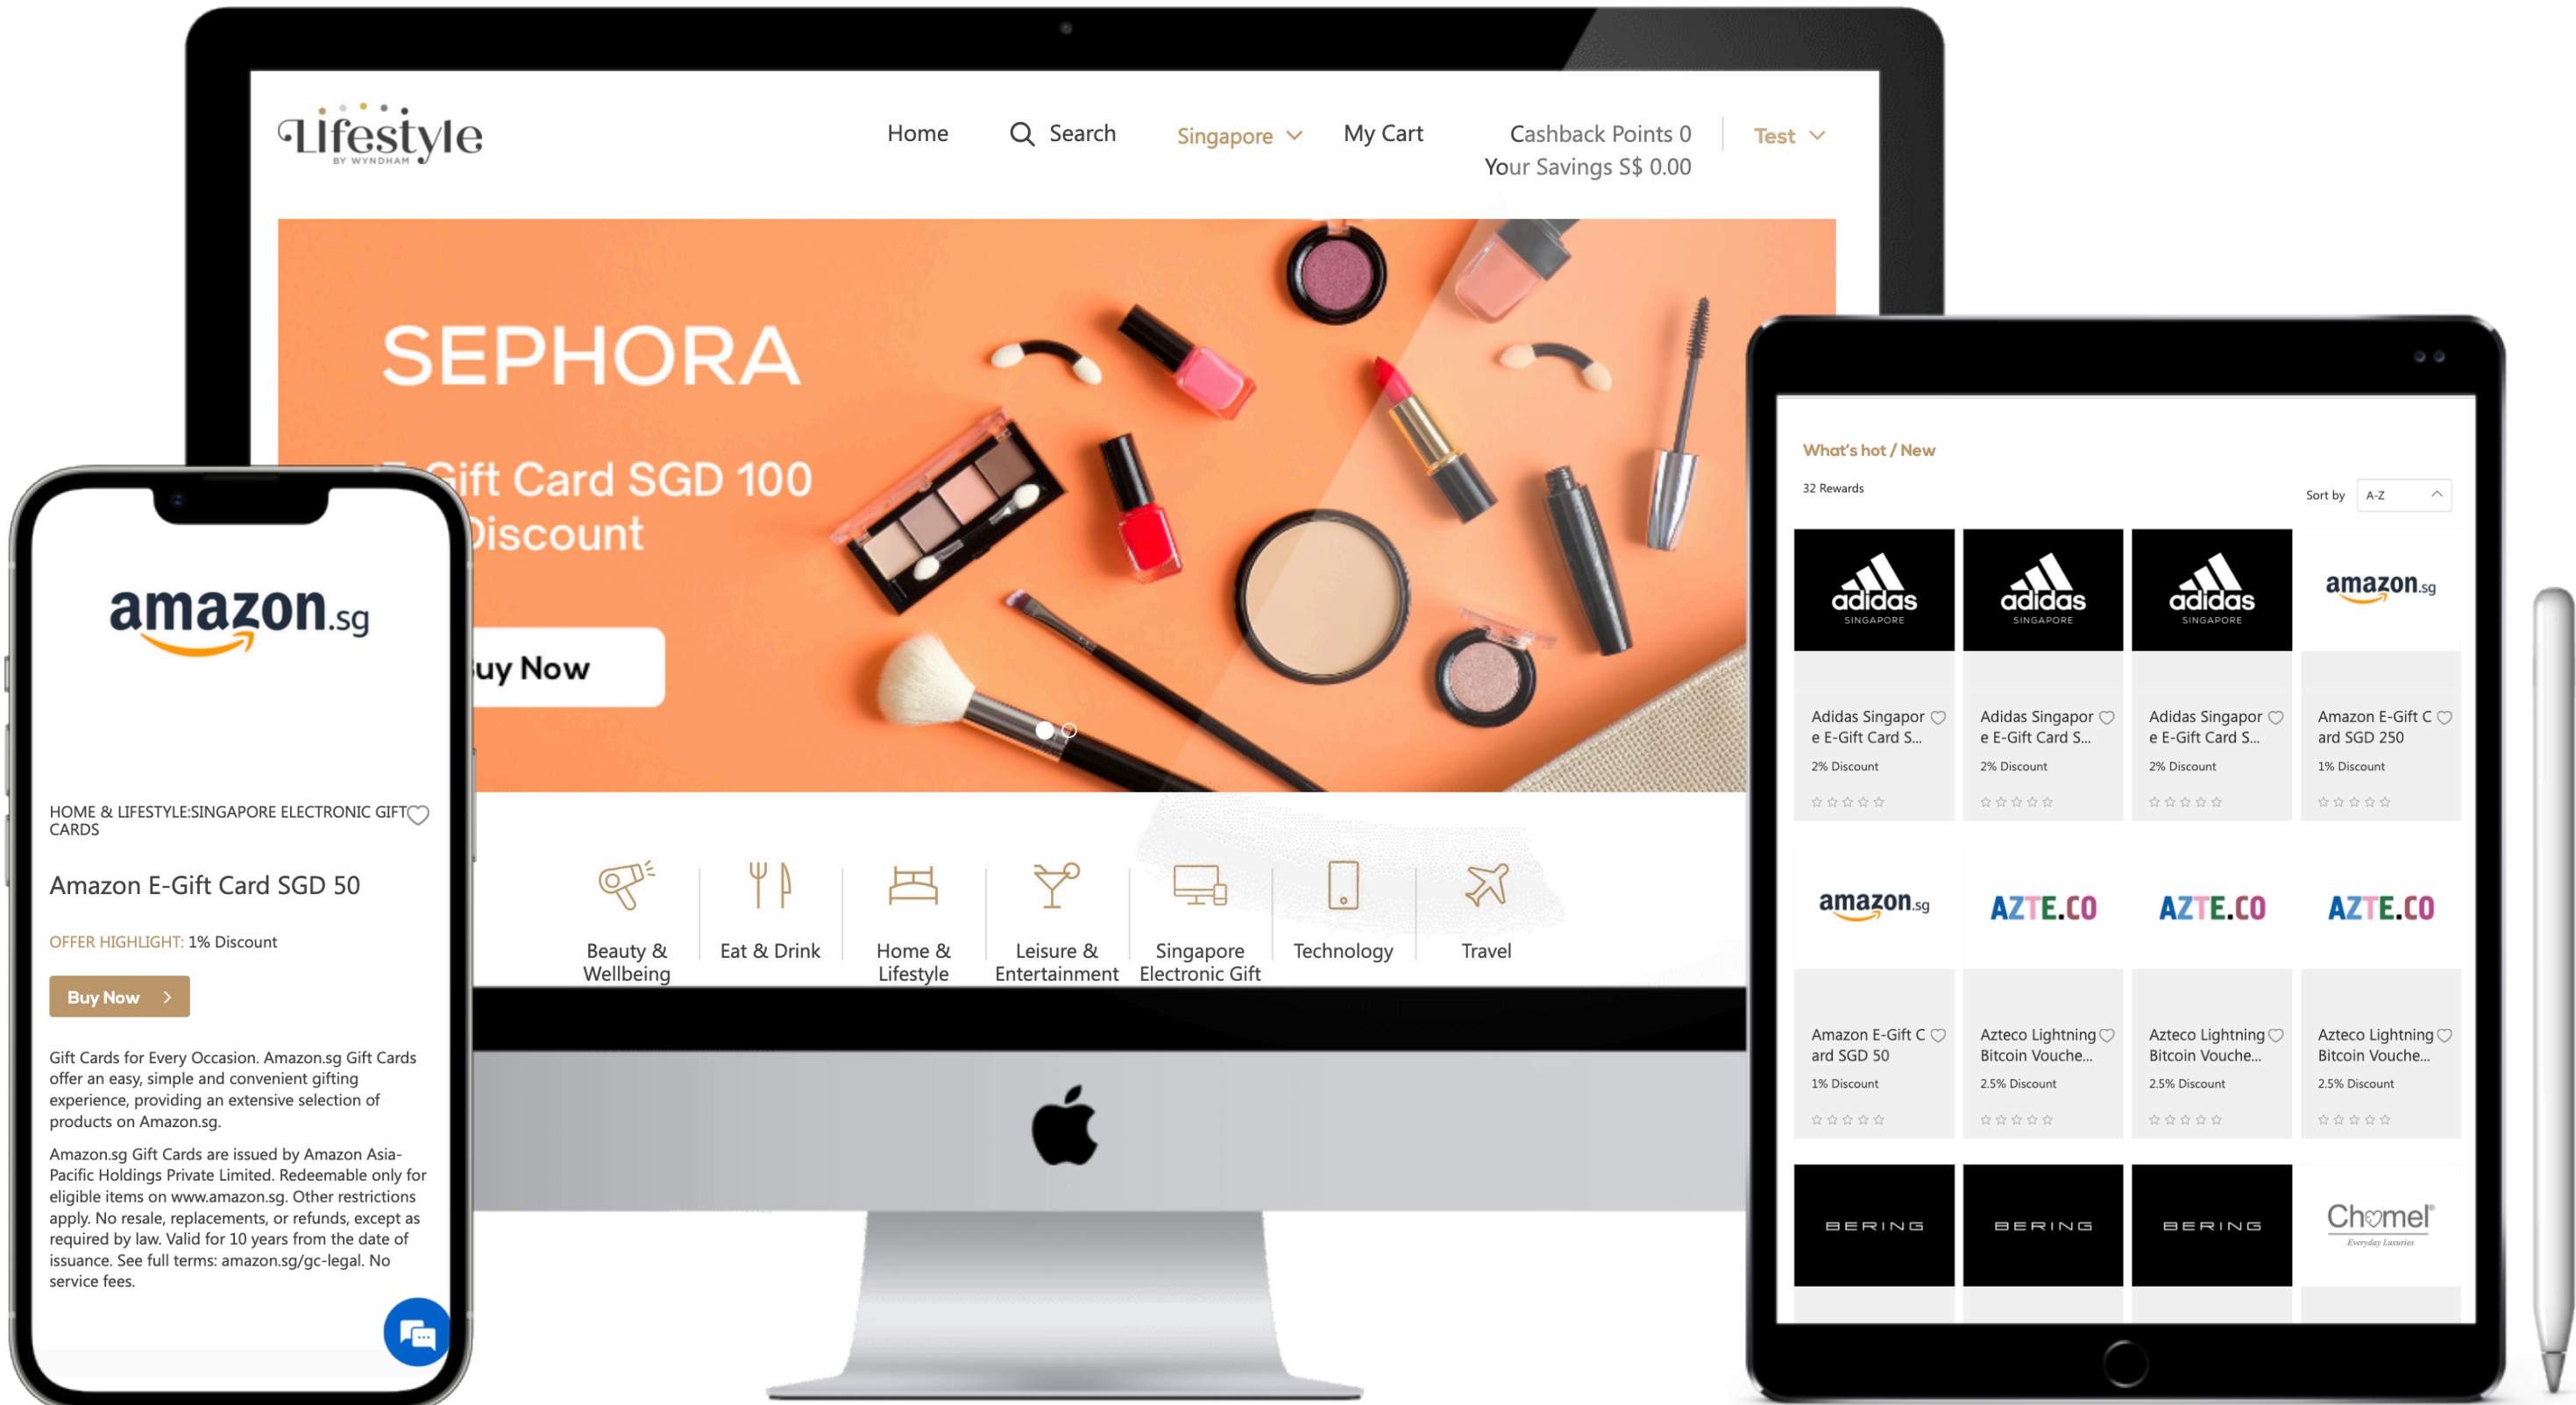 Lifestyle
BY WYNDHAM
Home
Search
Singapore
My Cart
Cashback Points 0
Your Savings S$ 0.00
Test
SEPHORA
Gift Card SGD 100
Discount
Buy Now
Beauty &
Wellbeing
Eat & Drink
Home &
Lifestyle
Leisure &
Entertainment
Singapore
Electronic Gift
Technology
Travel
amazon.sg
HOME & LIFESTYLE:SINGAPORE ELECTRONIC GIFT
CARDS
Amazon E-Gift Card SGD 50
OFFER HIGHLIGHT: 1% Discount
Buy Now
Gift Cards for Every Occasion. Amazon.sg Gift Cards
offer an easy, simple and convenient gifting
experience, providing an extensive selection of
products on Amazon.sg.
Amazon.sg Gift Cards are issued by Amazon Asia-
Pacific Holdings Private Limited. Redeemable only for
eligible items on www.amazon.sg. Other restrictions
apply. No resale, replacements, or refunds, except as
required by law. Valid for 10 years from the date of
issuance. See full terms: amazon.sg/gc-legal. No
service fees.
What's hot / New
32 Rewards
Sort by
A-Z
adidas
SINGAPORE
adidas
SINGAPORE
adidas
SINGAPORE
amazon.sg
Adidas Singapor
e E-Gift Card S...
2% Discount
Adidas Singapor
e E-Gift Card S...
2% Discount
Adidas Singapor
e E-Gift Card S...
2% Discount
Amazon E-Gift C
ard SGD 250
1% Discount
amazon.sg
AZTE.CO
AZTE.CO
AZTE.CO
Amazon E-Gift C
ard SGD 50
1% Discount
Azteco Lightning
Bitcoin Vouche...
2.5% Discount
Azteco Lightning
Bitcoin Vouche...
2.5% Discount
Azteco Lightning
Bitcoin Vouche...
2.5% Discount
BERING
BERING
BERING
Chomel®
Everyday Luxuries